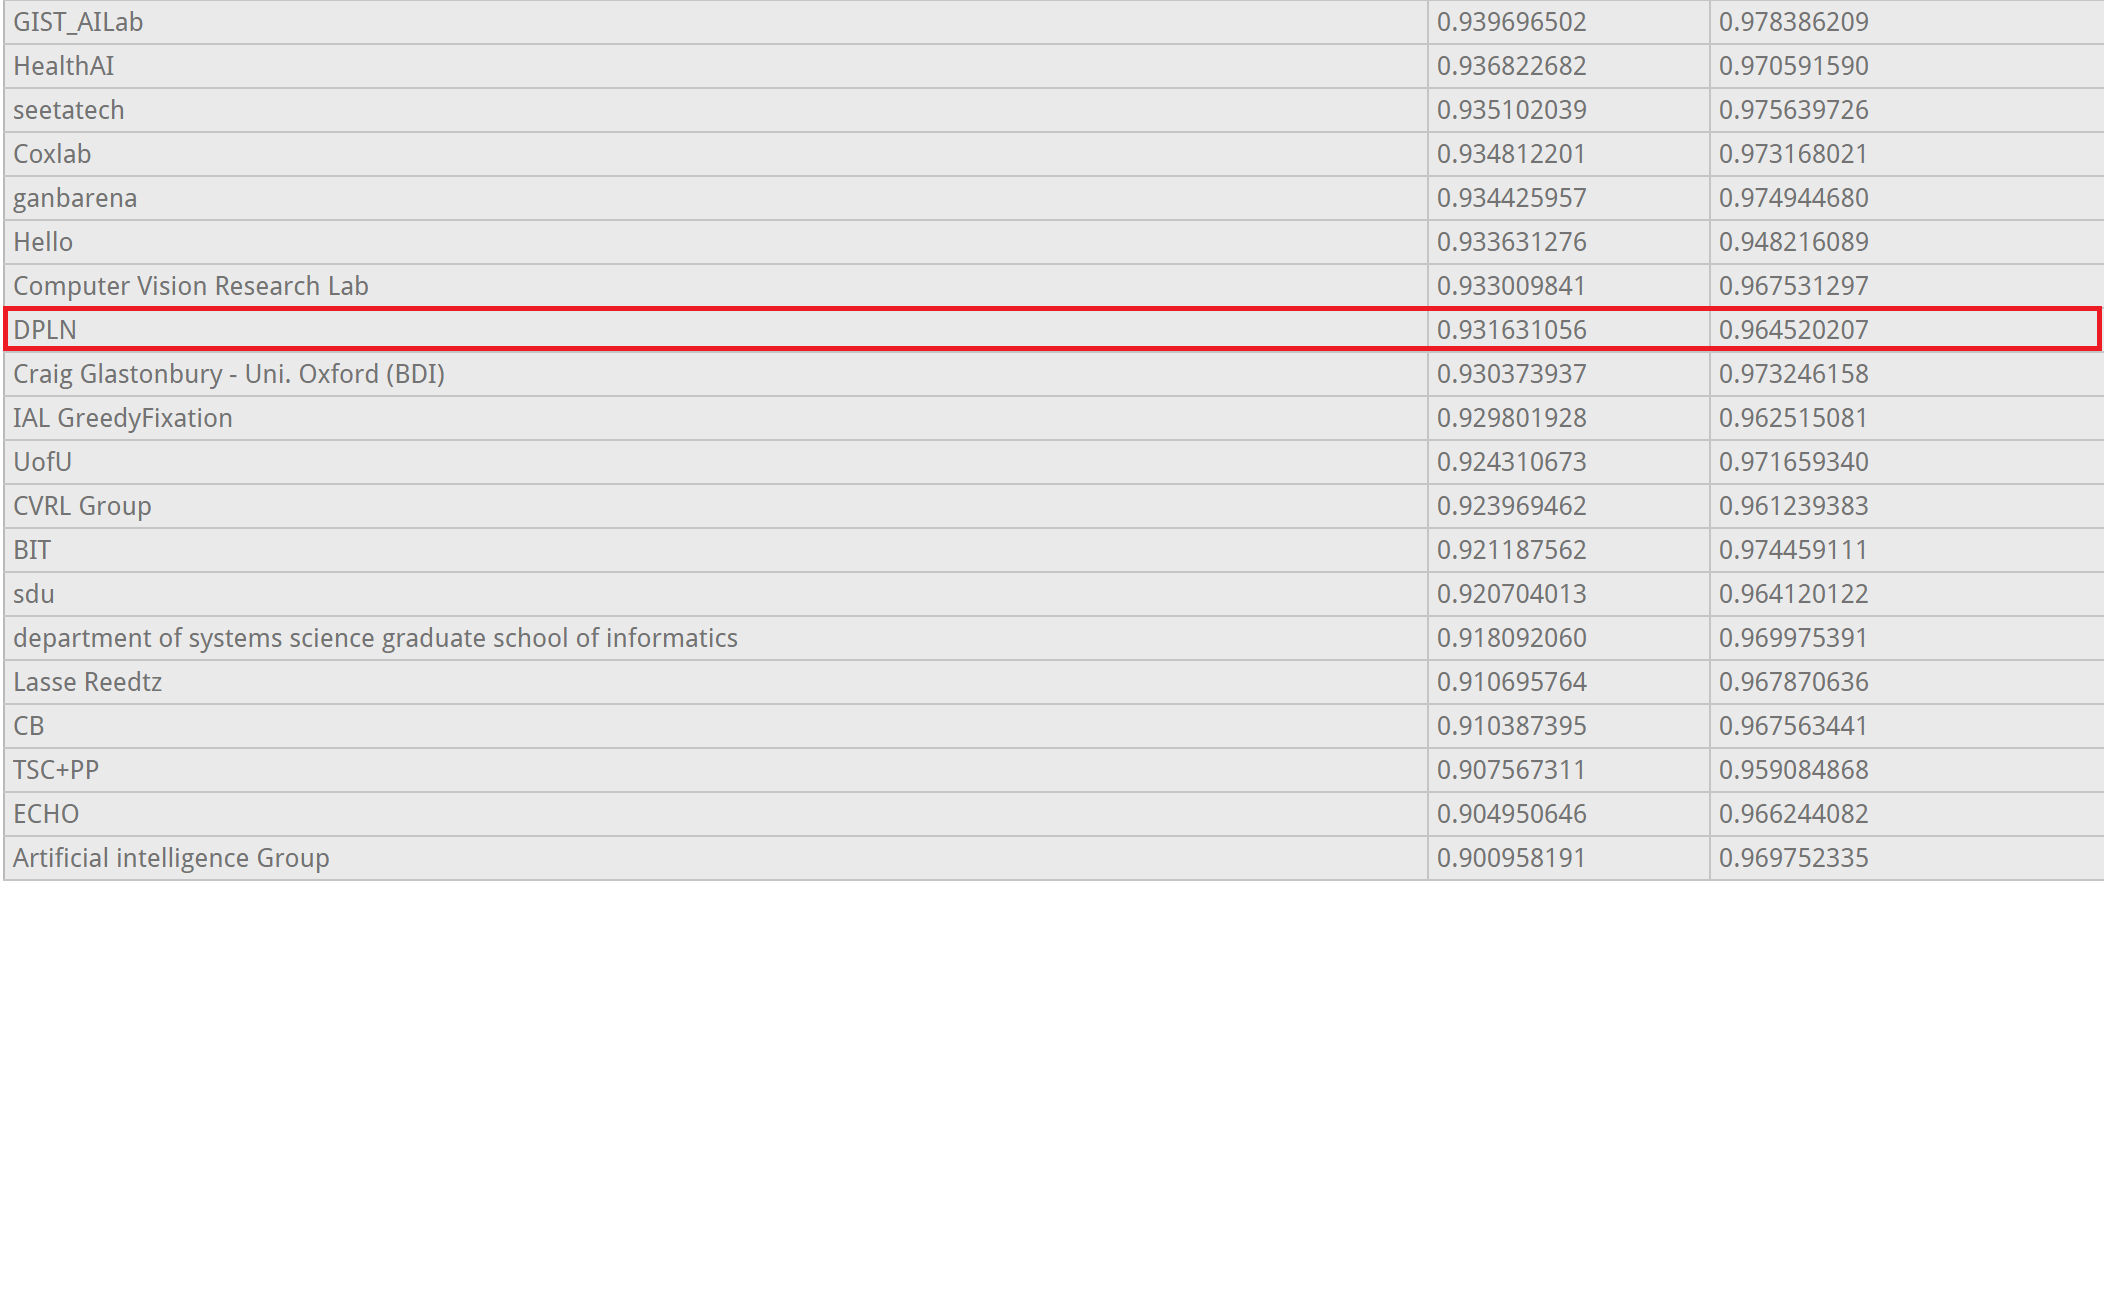 GIST_AILab 0.939696502 0.978386209
HealthAI 0.936822682 0.970591590
seetatech 0.935102039 0.975639726
Coxlab 0.934812201 0.973168021
ganbarena 0.934425957 0.974944680
Hello 0.933631276 0.948216089
Computer Vision Research Lab 0.933009841 0.967531297
DPLN 0.931631056 0.964520207
Craig Glastonbury - Uni. Oxford (BDI) 0.930373937 0.973246158
IAL GreedyFixation 0.929801928 0.962515081
UofU 0.924310673 0.971659340
CVRL Group 0.923969462 0.961239383
BIT 0.921187562 0.974459111
sdu 0.920704013 0.964120122
department of systems science graduate school of informatics 0.918092060 0.969975391
Lasse Reedtz 0.910695764 0.967870636
CB 0.910387395 0.967563441
TSC+PP 0.907567311 0.959084868
ECHO 0.904950646 0.966244082
Artificial intelligence Group 0.900958191 0.969752335